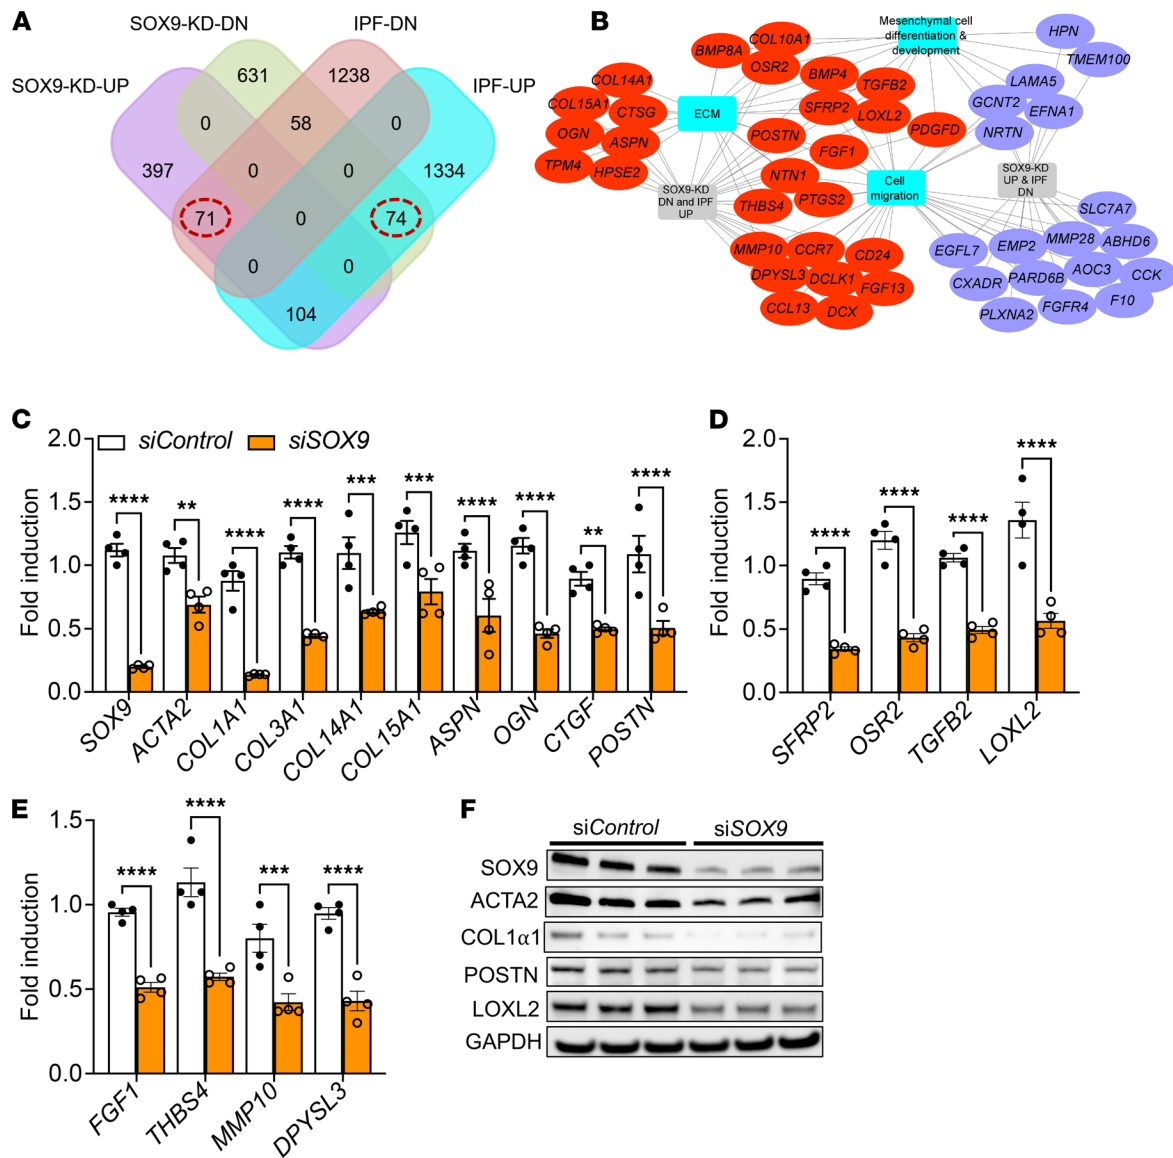 A
SOX9-KD-DN
IPF-DN
SOX9-KD-UP
IPF-UP
631
1238
0
58
0
397
0
0
1334
71
0
74
0
0
104
B
Mesenchymal cell
differentiation &
development
HPN
TMEM100
COL10A1
BMP8A
OSR2
COL14A1
BMP4
TGFB2
LAMA5
COL15A1
CTSG
ECM
SFRP2
LOXL2
GCNT2
EFNA1
OGN
ASPN
POSTN
PDGFD
NRTN
TPM4
HPSE2
FGF1
NTN1
Cell
migration
SOX9-KD
UP & IPF
DN
SOX9-KD
DN and IPF
UP
THBS4
PTGS2
SLC7A7
MMP10
CCR7
CD24
EGFL7
EMP2
MMP28
ABHD6
DPYSL3
DCLK1
FGF13
CXADR
PARD6B
AOC3
CCK
CCL13
DCX
PLXNA2
FGFR4
F10
C
siControl
siSOX9
Fold induction
2.0
1.5
1.0
0.5
0.0
****
**
****
****
***
***
****
****
**
****
SOX9
ACTA2
COL1A1
COL3A1
COL14A1
COL15A1
ASPN
OGN
CTGF
POSTN
D
Fold induction
2.0
1.5
1.0
0.5
0.0
****
****
****
****
SFRP2
OSR2
TGFB2
LOXL2
E
Fold induction
1.5
1.0
0.5
0.0
****
****
***
****
FGF1
THBS4
MMP10
DPYSL3
F
siControl
siSOX9
SOX9
ACTA2
COL1α1
POSTN
LOXL2
GAPDH